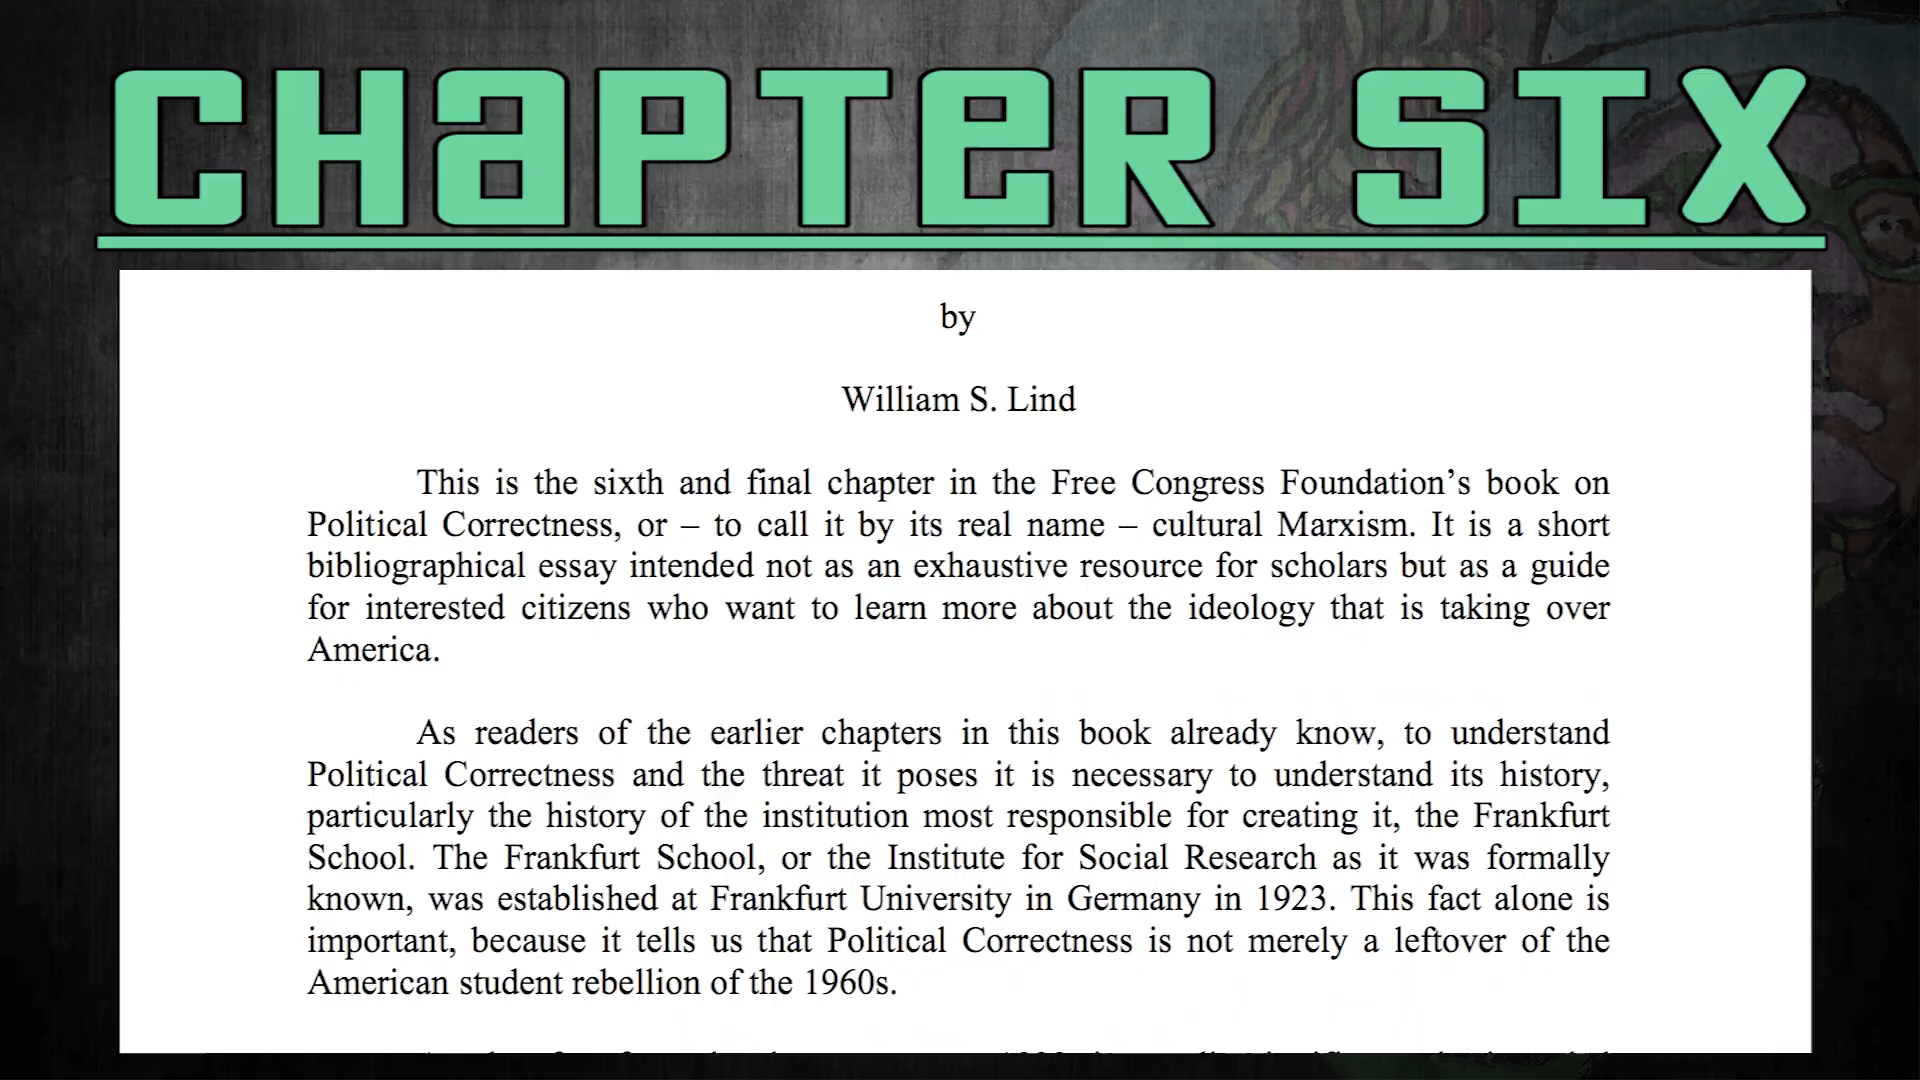 CHAPTER SIX
by
William S. Lind
This is the sixth and final chapter in the Free Congress Foundation’s book on
Political Correctness, or – to call it by its real name – cultural Marxism. It is a short
bibliographical essay intended not as an exhaustive resource for scholars but as a guide
for interested citizens who want to learn more about the ideology that is taking over
America.
As readers of the earlier chapters in this book already know, to understand
Political Correctness and the threat it poses it is necessary to understand its history,
particularly the history of the institution most responsible for creating it, the Frankfurt
School. The Frankfurt School, or the Institute for Social Research as it was formally
known, was established at Frankfurt University in Germany in 1923. This fact alone is
important, because it tells us that Political Correctness is not merely a leftover of the
American student rebellion of the 1960s.